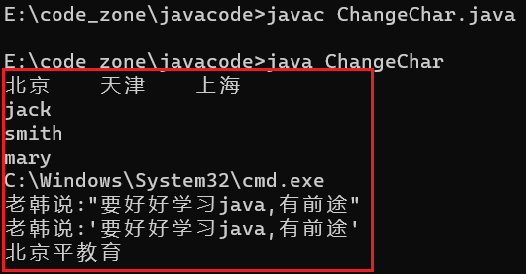 E:\code_zone\javacode>javac ChangeChar.java
E:\code_zone\javacode>java ChangeChar
北京    天津    上海
jack
smith
mary
C:\Windows\System32\cmd.exe
老韩说:"要好好学习java,有前途"
老韩说:'要好好学习java,有前途'
北京平教育